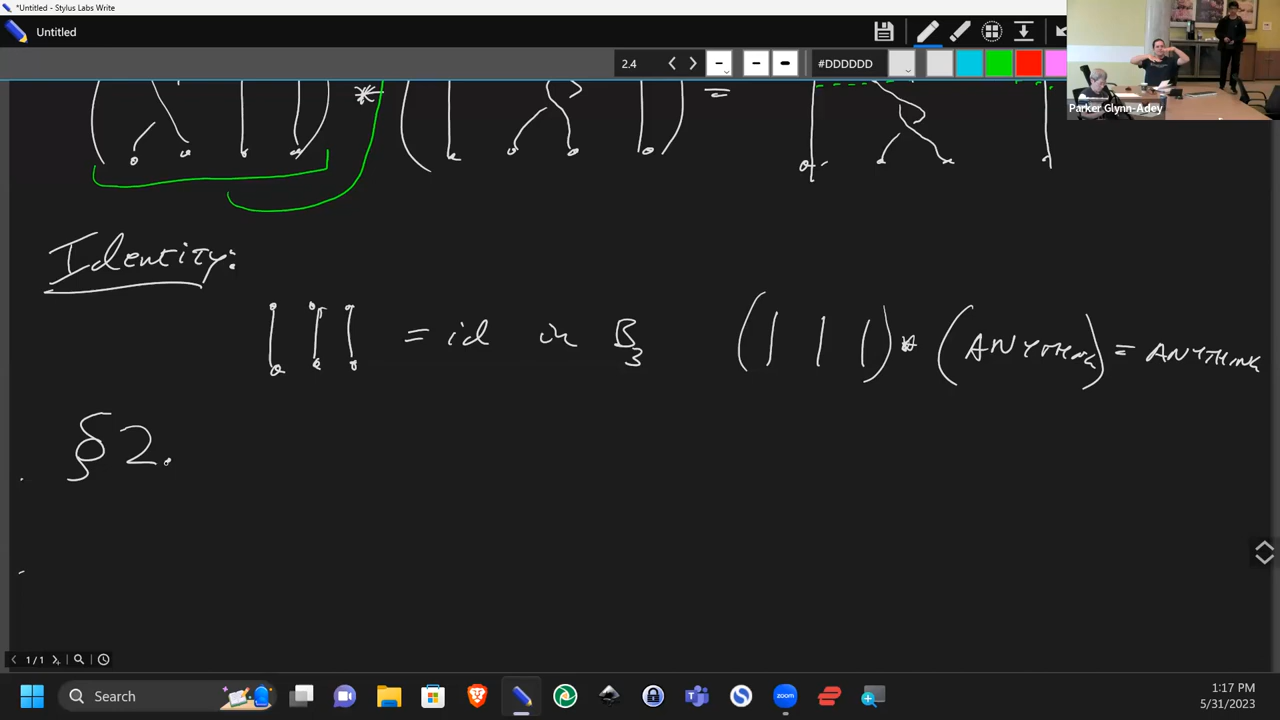 *Untitled - Stylus Labs Write
Untitled
2.4
#DDDDDD
Parker Glynn-Adey
* =
Identity:
= id in B3 ( | | | ) * (ANYTHING) = ANYTHING
§2.
1/1
Search
1:17 PM
5/31/2023